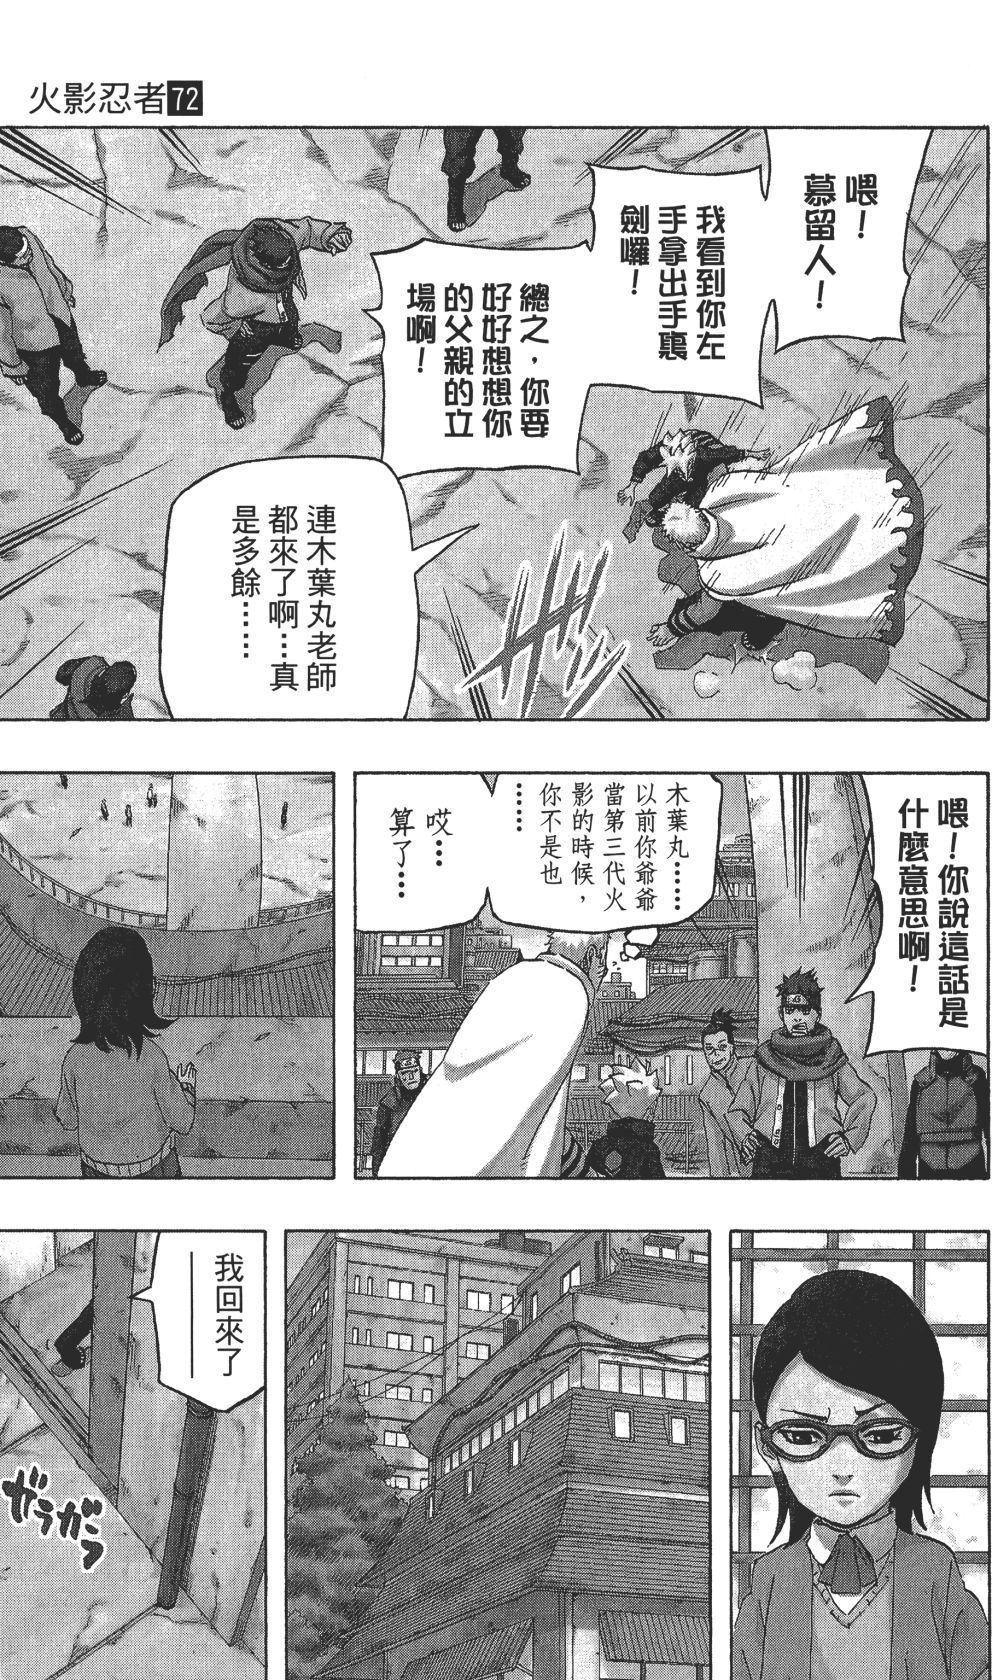 火影忍者72
喂！
慕留人！
我看到你左
手拿出手裏
劍囉！
總之，你要
好好想想你
的父親的立
場啊！
連木葉丸老師
都來了啊…真
是多餘……
喂！你說這話是
什麼意思啊！
木葉丸……
以前你爺爺
當第三代火
影的時候，
你不是也
……
哎…
算了…
我回來了
——
ガラガラッ